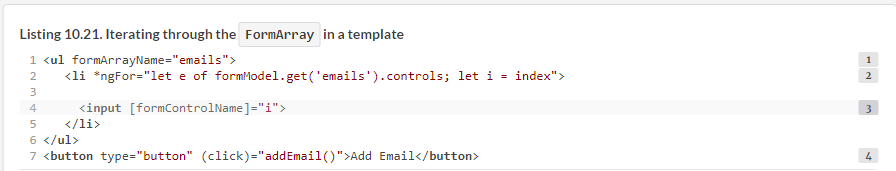 Listing 10.21. Iterating through the FormArray in a template
1 <ul formArrayName="emails"> 1
2 <li *ngFor="let e of formModel.get('emails').controls; let i = index"> 2
3
4 <input [formControlName]="i"> 3
5 </li>
6 </ul>
7 <button type="button" (click)="addEmail()">Add Email</button> 4